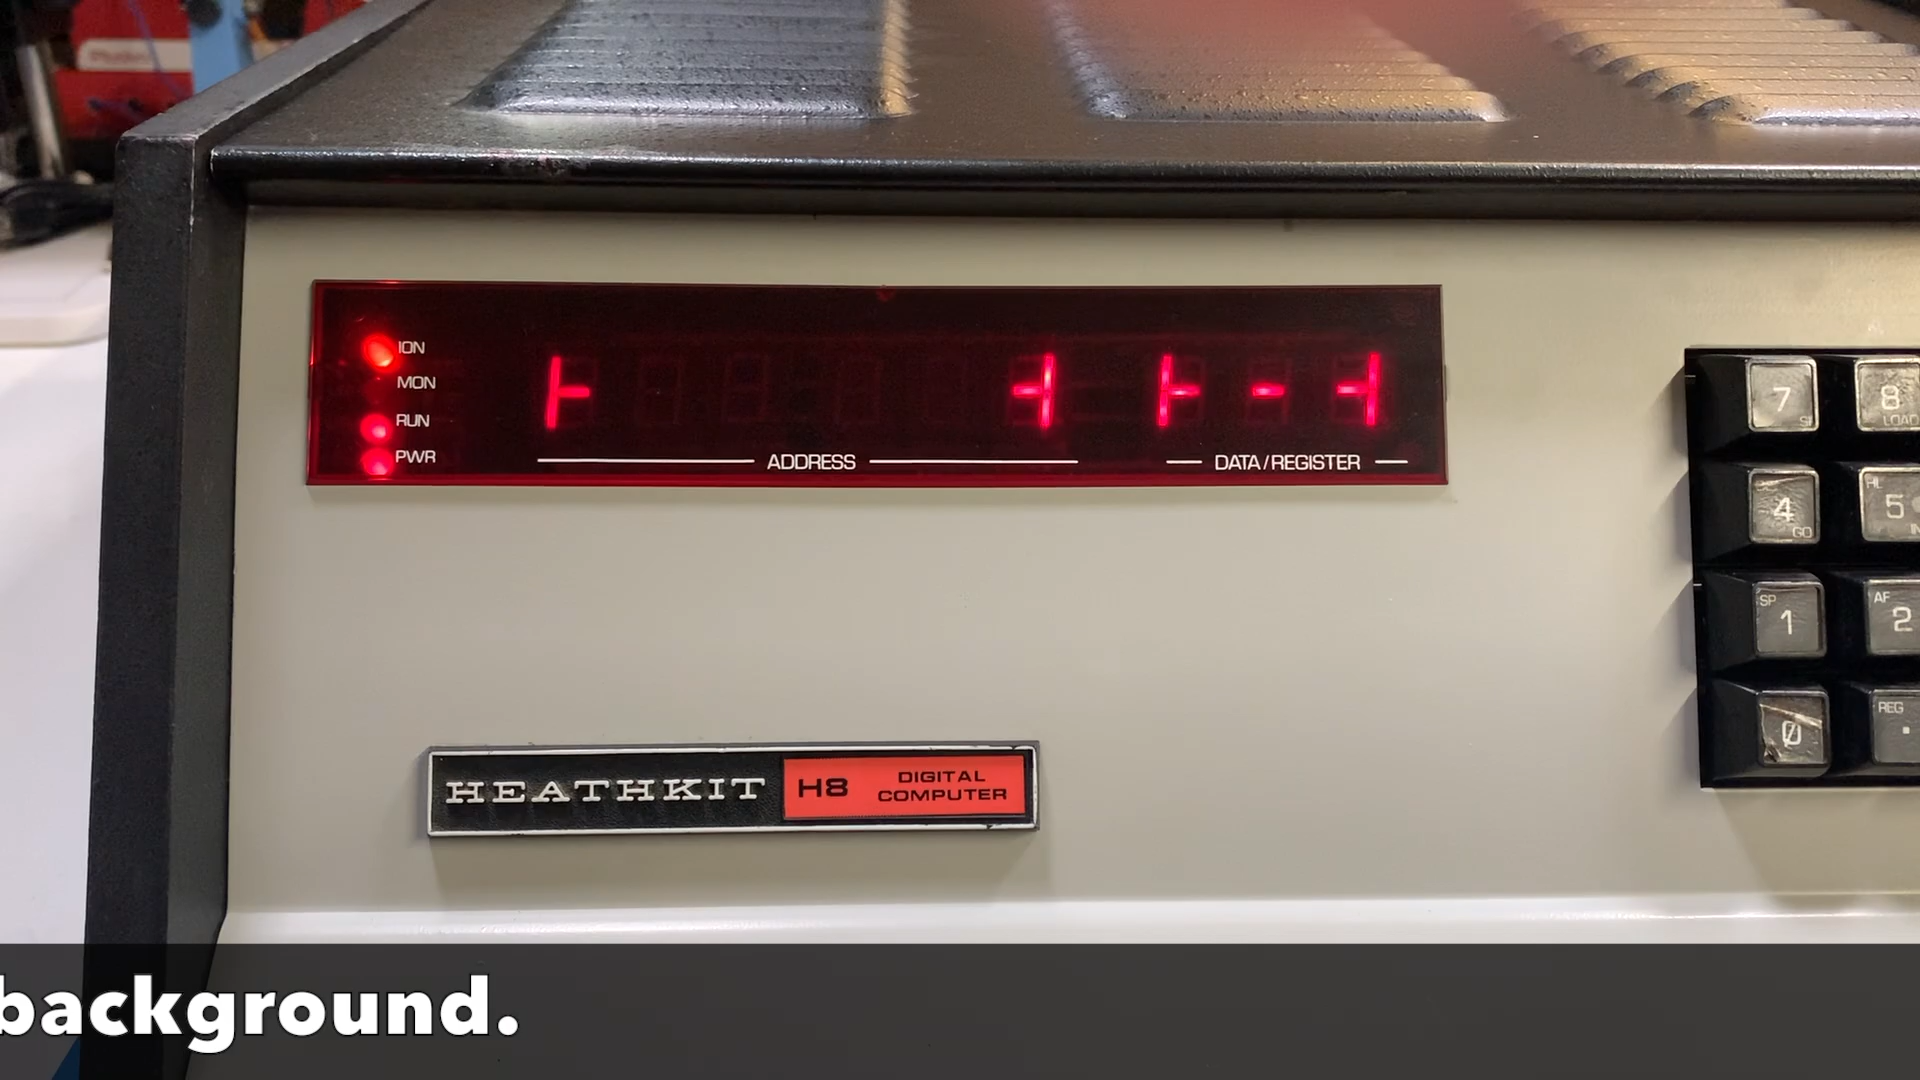 ION
MON
RUN
PWR
ADDRESS
DATA/REGISTER
7
8
LOAD
4
GO
HL
5
SP
1
AF
2
0
REG
.
HEATHKIT
H8
DIGITAL
COMPUTER
background.